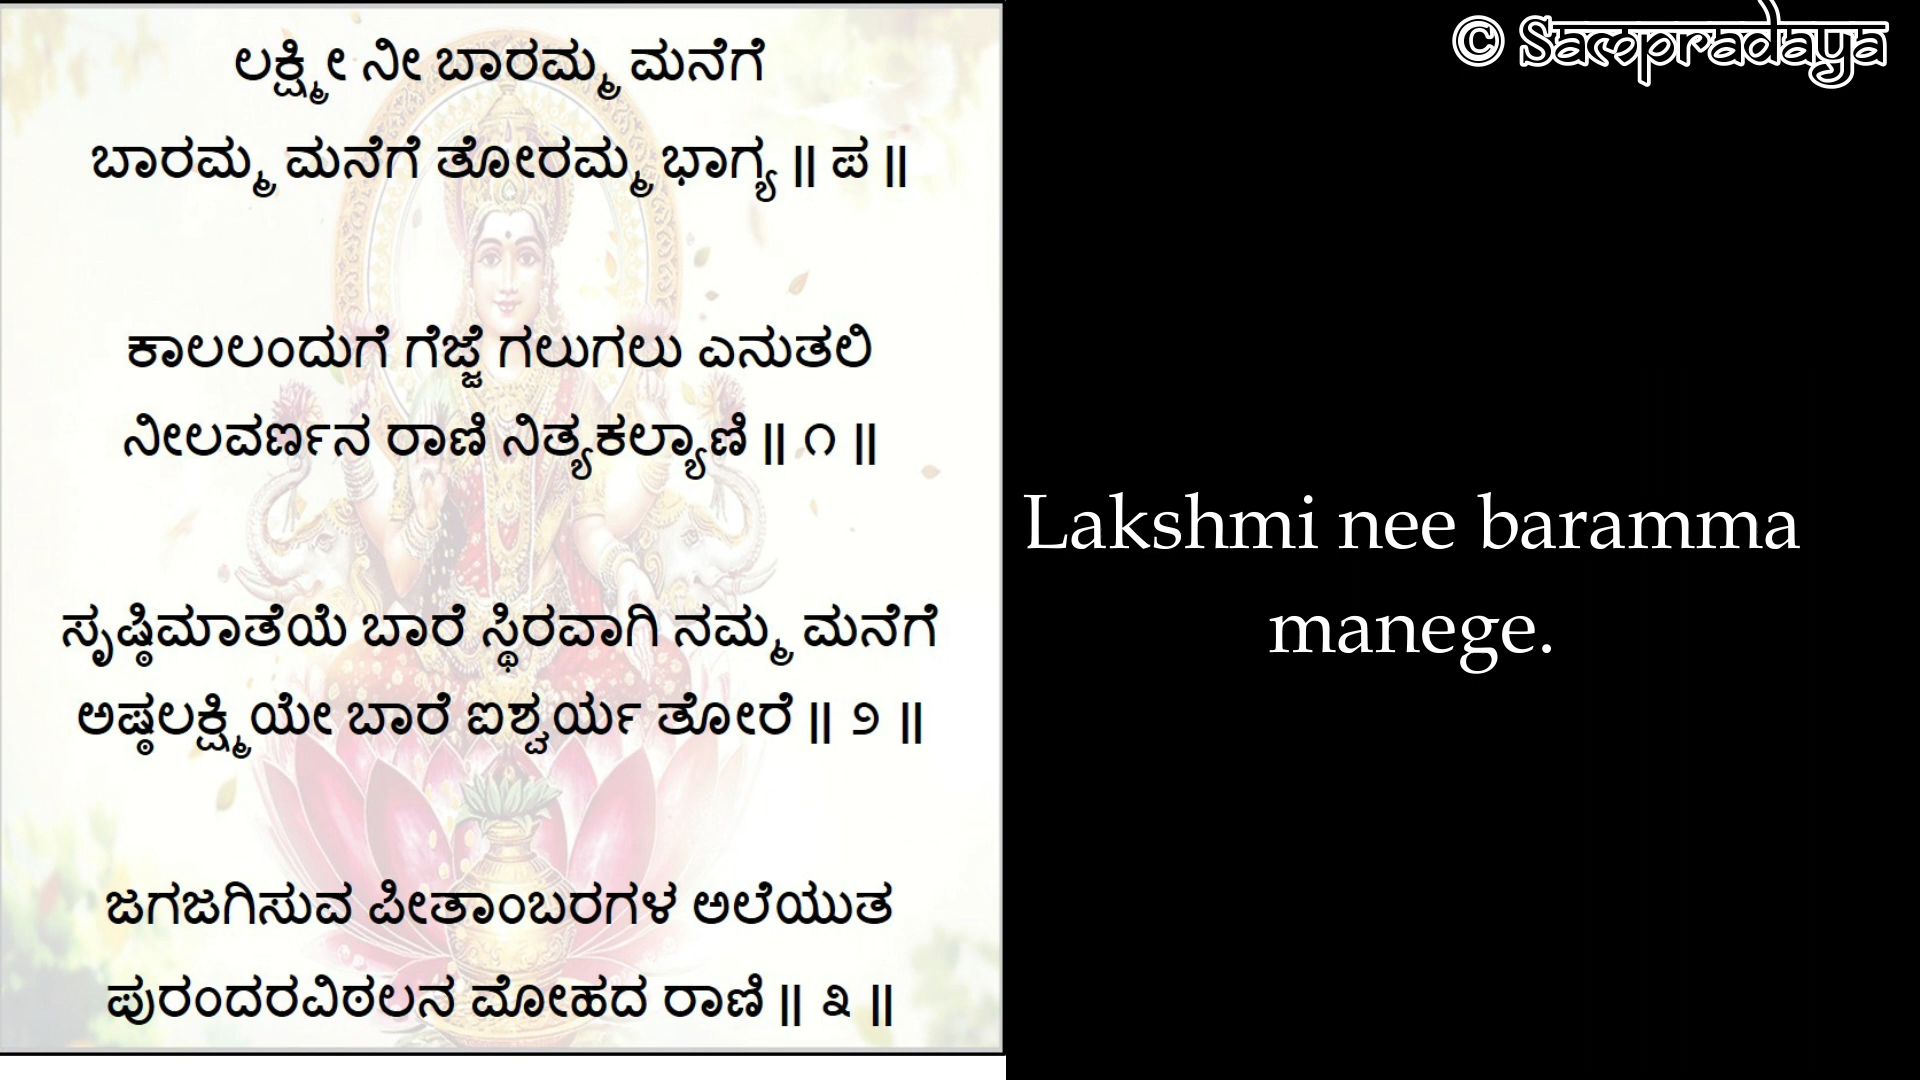 ಲಕ್ಷ್ಮೀ ನೀ ಬಾರಮ್ಮ ಮನೆಗೆ
ಬಾರಮ್ಮ ಮನೆಗೆ ತೋರಮ್ಮ ಭಾಗ್ಯ || ಪ ||
ಕಾಲಲಂದುಗೆ ಗೆಜ್ಜೆ ಗಲುಗಲು ಎನುತಲಿ
ನೀಲವರ್ಣನ ರಾಣಿ ನಿತ್ಯಕಲ್ಯಾಣಿ || ೧ ||
ಸೃಷ್ಠಿಮಾತೆಯೆ ಬಾರೆ ಸ್ಥಿರವಾಗಿ ನಮ್ಮ ಮನೆಗೆ
ಅಷ್ಠಲಕ್ಷ್ಮಿಯೇ ಬಾರೆ ಐಶ್ವರ್ಯ ತೋರೆ || ೨ ||
ಜಗಜಗಿಸುವ ಪೀತಾಂಬರಗಳ ಅಲೆಯುತ
ಪುರಂದರವಿಠಲನ ಮೋಹದ ರಾಣಿ || ೩ ||
© Sampradaya
Lakshmi nee baramma
manege.